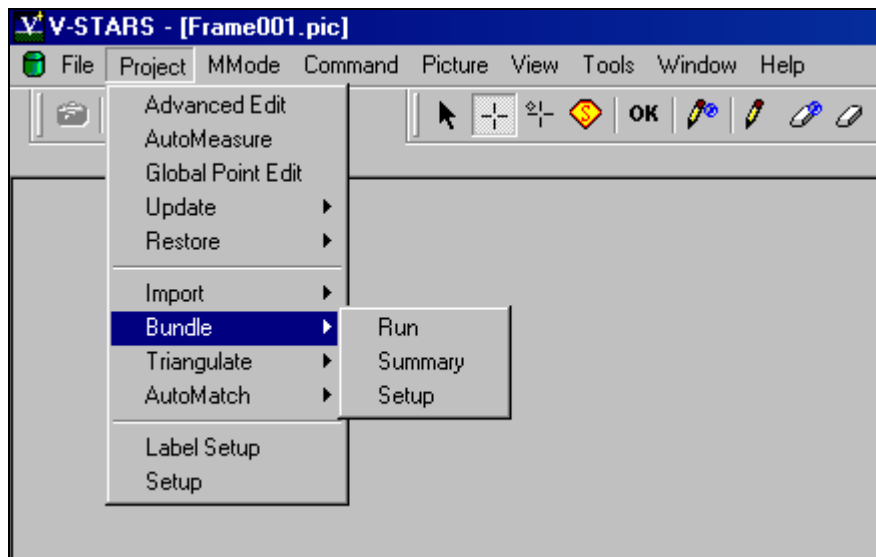 V-STARS - [Frame001.pic]
File Project MMode Command Picture View Tools Window Help
OK
Advanced Edit
AutoMeasure
Global Point Edit
Update
Restore
Import
Bundle
Triangulate
AutoMatch
Label Setup
Setup
Run
Summary
Setup